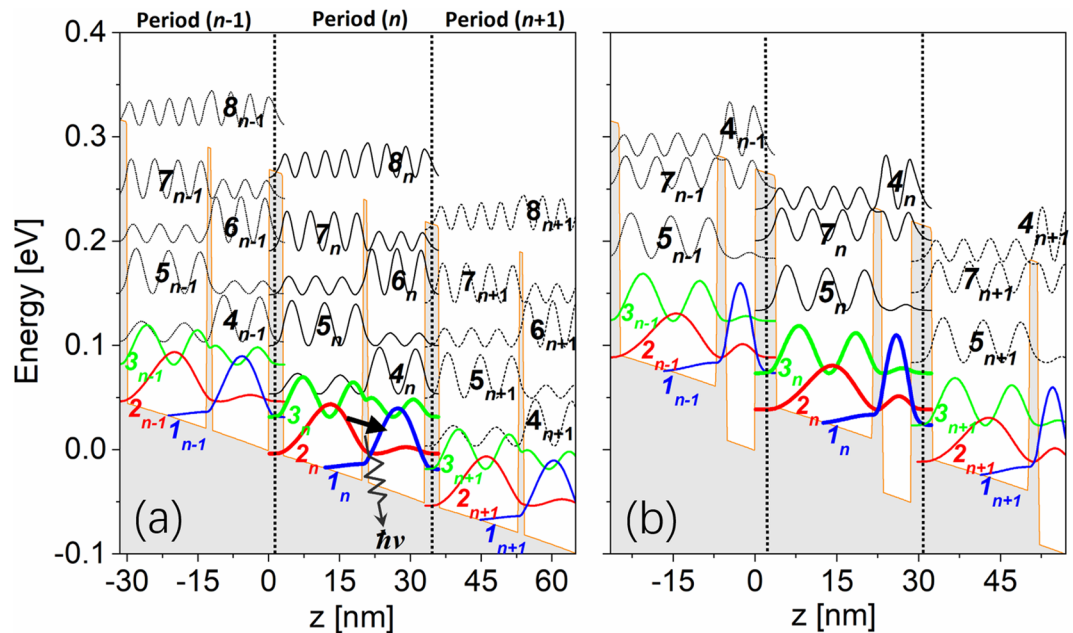 Period (n-1) Period (n) Period (n+1)
0.4
0.3
0.2
0.1
0.0
-0.1
Energy [eV]
8n-1
7n-1
6n-1
5n-1
4n-1
3n-1
2n-1
1n-1
8n
7n
6n
5n
4n
3n
2n
1n
ħν
8n+1
7n+1
6n+1
5n+1
4n+1
3n+1
2n+1
1n+1
(a)
-30 -15 0 15 30 45 60
z [nm]
4n-1
7n-1
5n-1
3n-1
2n-1
1n-1
4n
7n
5n
3n
2n
1n
4n+1
7n+1
5n+1
3n+1
2n+1
1n+1
(b)
-15 0 15 30 45
z [nm]